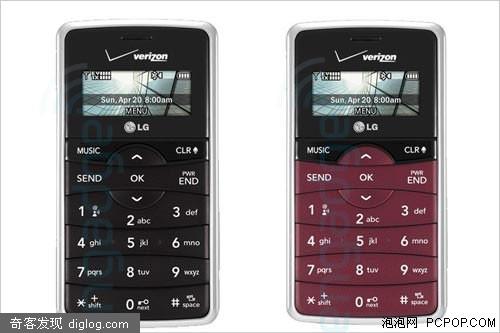 verizon
Sun, Apr 20 8:00am
MENU
LG
MUSIC CLR
SEND OK PWR END
1 2 abc 3 def
4 ghi 5 jkl 6 mno
7 pqrs 8 tuv 9 wxyz
* shift 0 next # space
verizon
Sun, Apr 20 8:00am
MENU
LG
MUSIC CLR
SEND OK PWR END
1 2 abc 3 def
4 ghi 5 jkl 6 mno
7 pqrs 8 tuv 9 wxyz
* shift 0 next # space
奇客发现 diglog.com
泡泡网 PCPOP.COM